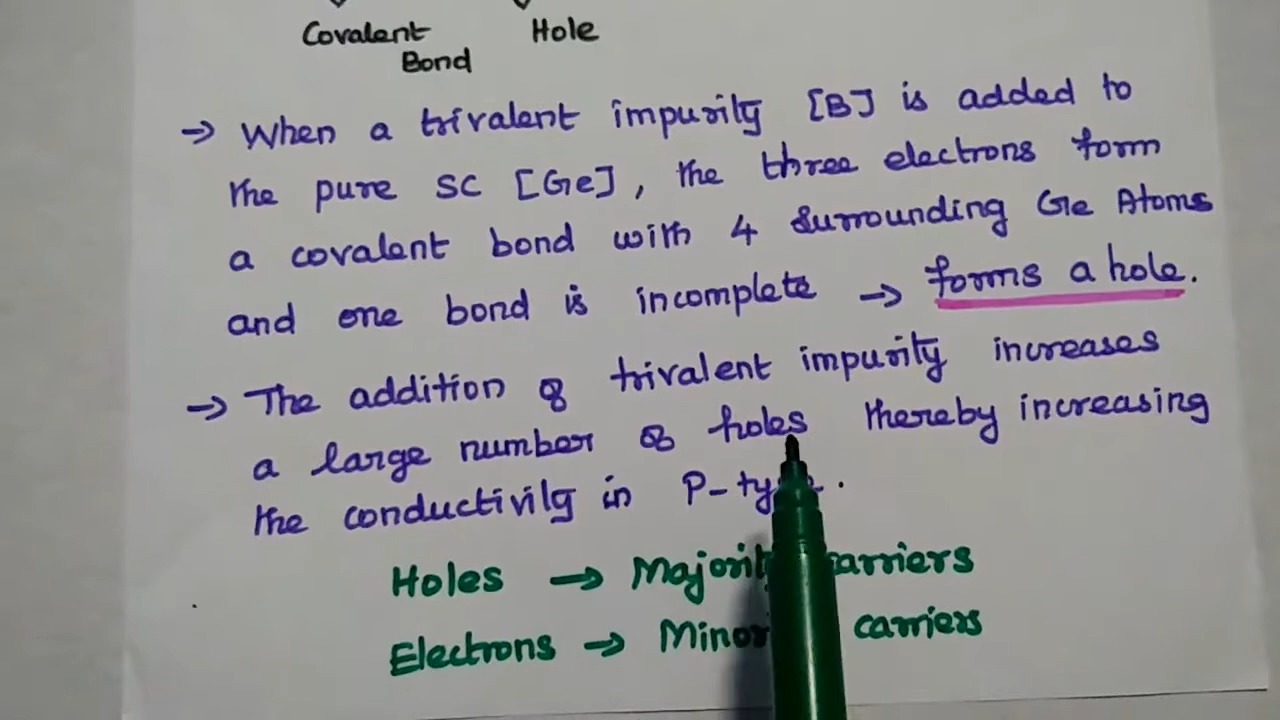 Covalent Hole
Bond
→ When a trivalent impurity [B] is added to
the pure SC [Ge], the three electrons form
a covalent bond with 4 surrounding Ge Atoms
and one bond is incomplete → forms a hole.
→ The addition of trivalent impurity increases
a large number of holes thereby increasing
the conductivity in P-ty .
Holes → Majority carriers
Electrons → Minor carriers